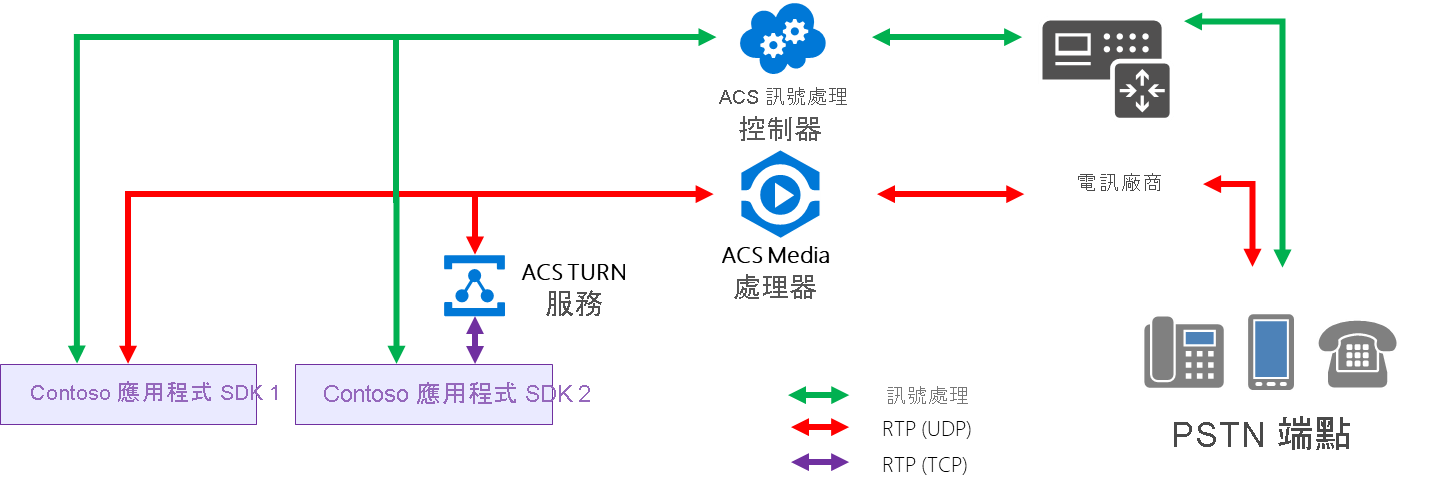 ACS 訊號處理
控制器
電訊廠商
ACS Media
處理器
ACS TURN
服務
Contoso 應用程式 SDK 1
Contoso 應用程式 SDK 2
訊號處理
RTP (UDP)
RTP (TCP)
PSTN 端點